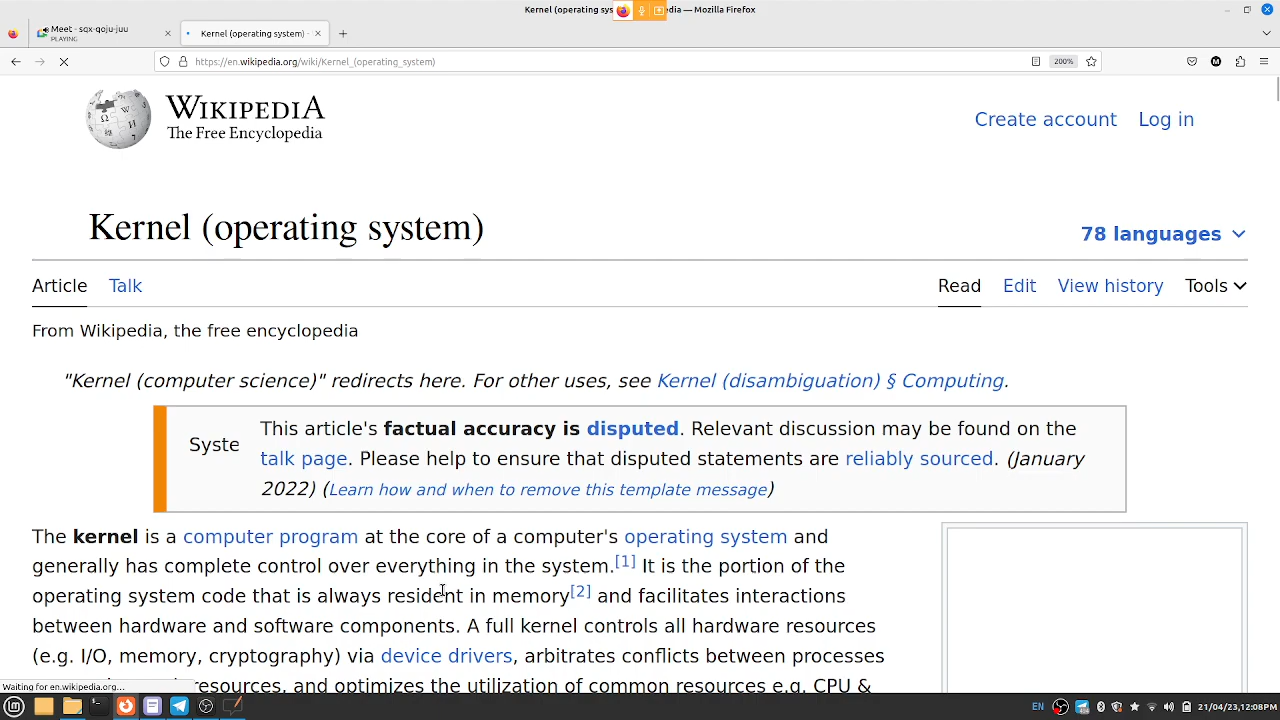 Kernel (operating sys
dia — Mozilla Firefox
Meet - sqx-qoju-juu
PLAYING
Kernel (operating system) -
https://en.wikipedia.org/wiki/Kernel_(operating_system)
200%
WIKIPEDIA
The Free Encyclopedia
Create account
Log in
Kernel (operating system)
78 languages
Article
Talk
Read
Edit
View history
Tools
From Wikipedia, the free encyclopedia
"Kernel (computer science)" redirects here. For other uses, see Kernel (disambiguation) § Computing.
Syste
This article's factual accuracy is disputed. Relevant discussion may be found on the
talk page. Please help to ensure that disputed statements are reliably sourced. (January
2022) (Learn how and when to remove this template message)
The kernel is a computer program at the core of a computer's operating system and
generally has complete control over everything in the system.[1] It is the portion of the
operating system code that is always resident in memory[2] and facilitates interactions
between hardware and software components. A full kernel controls all hardware resources
(e.g. I/O, memory, cryptography) via device drivers, arbitrates conflicts between processes
resources, and optimizes the utilization of common resources e.g. CPU &
Waiting for en.wikipedia.org...
EN
21/04/23,12:08PM